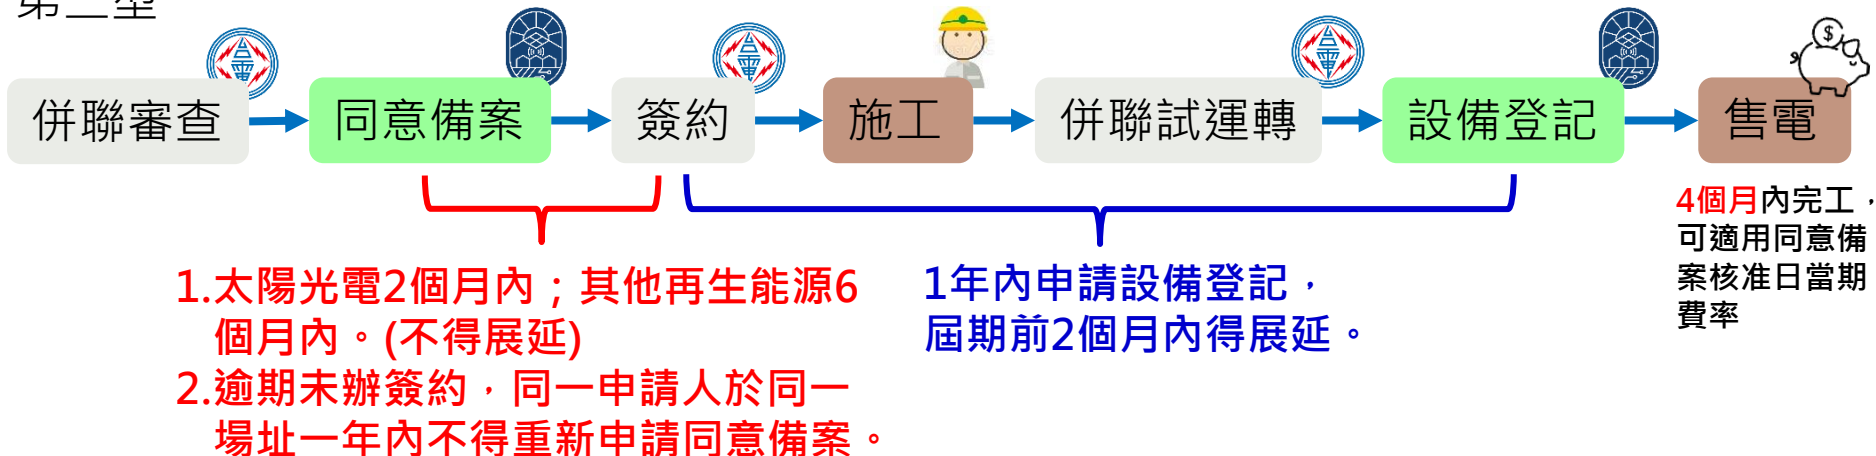 併聯審查
同意備案
簽約
施工
併聯試運轉
設備登記
售電
1.太陽光電2個月內；其他再生能源6
個月內。(不得展延)
2.逾期未辦簽約，同一申請人於同一
場址一年內不得重新申請同意備案。
1年內申請設備登記，
屆期前2個月內得展延。
4個月內完工，
可適用同意備
案核准日當期
費率